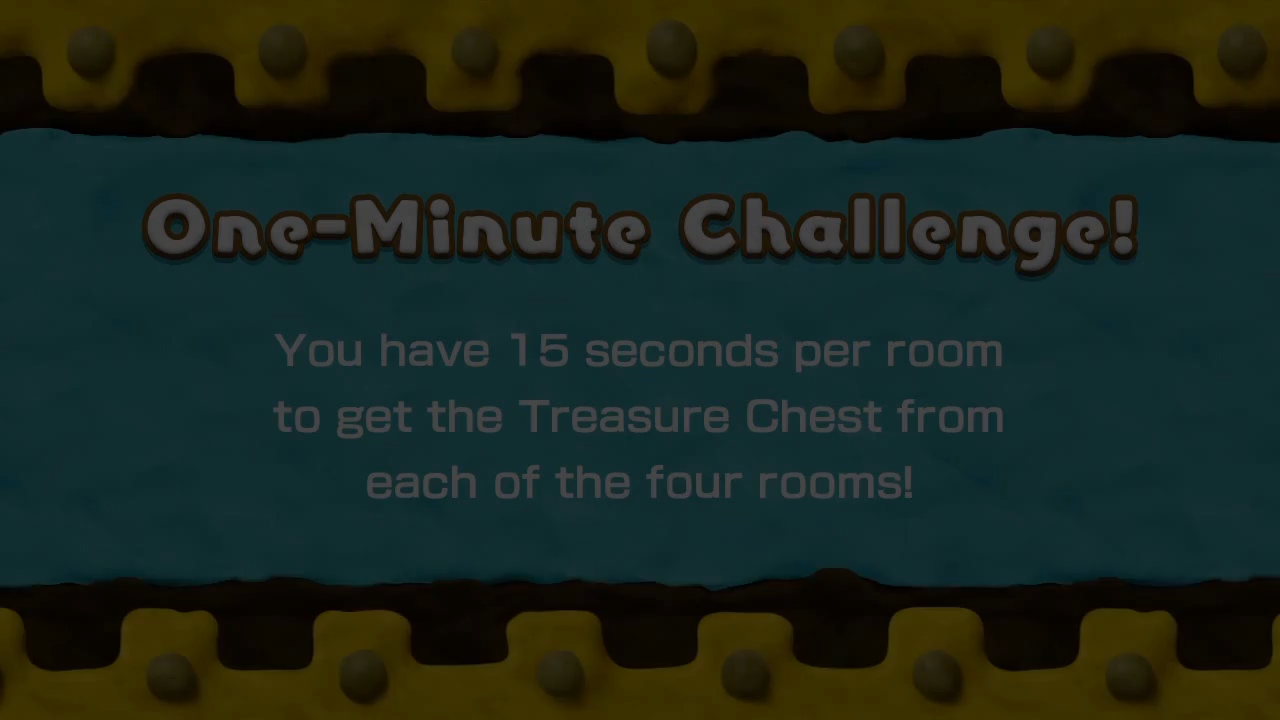 One-Minute Challenge!
You have 15 seconds per room
to get the Treasure Chest from
each of the four rooms!